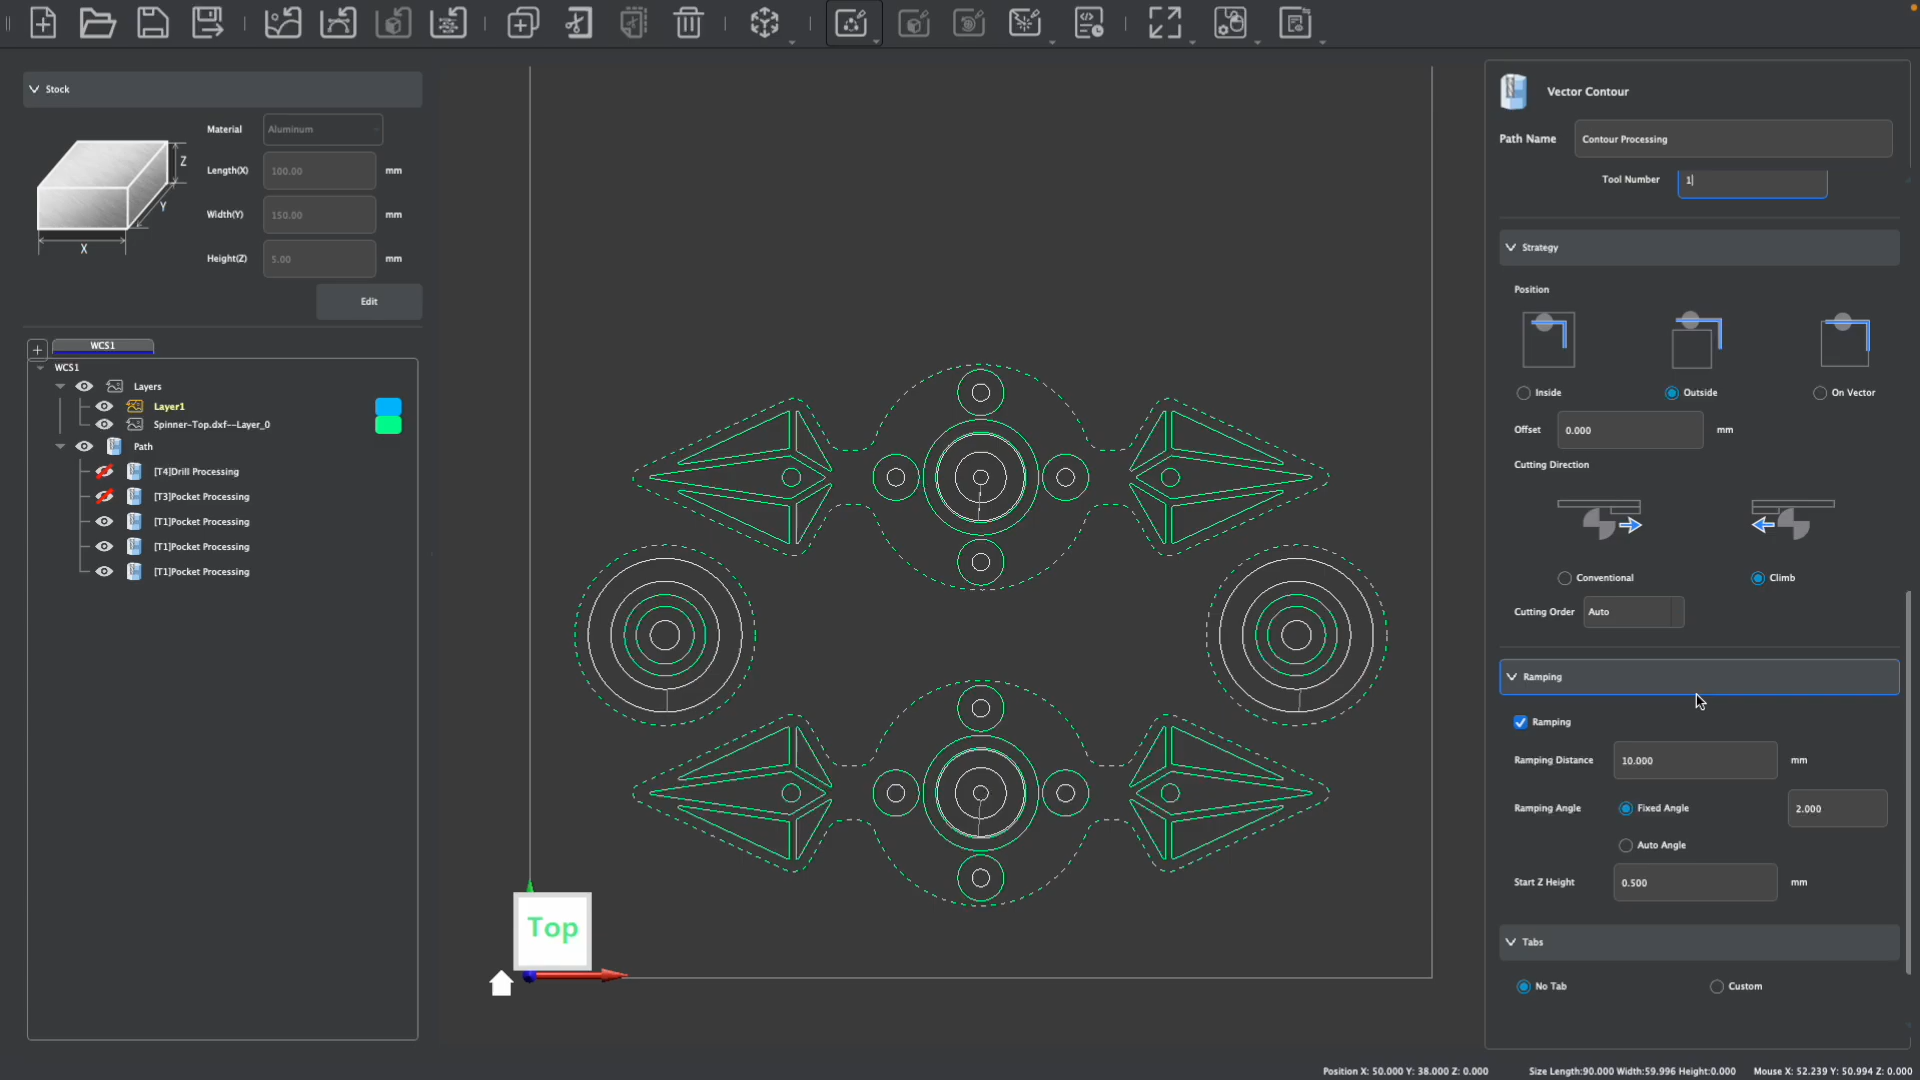 Stock
Material
Aluminum
Length(X)
100.00
mm
Width(Y)
150.00
mm
Height(Z)
5.00
mm
Edit
Z
Y
X
WCS1
WCS1
Layers
Layer1
Spinner-Top.dxf--Layer_0
Path
[T4]Drill Processing
[T3]Pocket Processing
[T1]Pocket Processing
[T1]Pocket Processing
[T1]Pocket Processing
Top
Vector Contour
Path Name
Contour Processing
Tool Number
1
Strategy
Position
Inside
Outside
On Vector
Offset
0.000
mm
Cutting Direction
Conventional
Climb
Cutting Order
Auto
Ramping
Ramping
Ramping Distance
10.000
mm
Ramping Angle
Fixed Angle
2.000
Auto Angle
Start Z Height
0.500
mm
Tabs
No Tab
Custom
Position X: 50.000 Y: 38.000 Z: 0.000
Size Length:90.000 Width:59.996 Height:0.000
Mouse X: 52.239 Y: 50.994 Z: 0.000